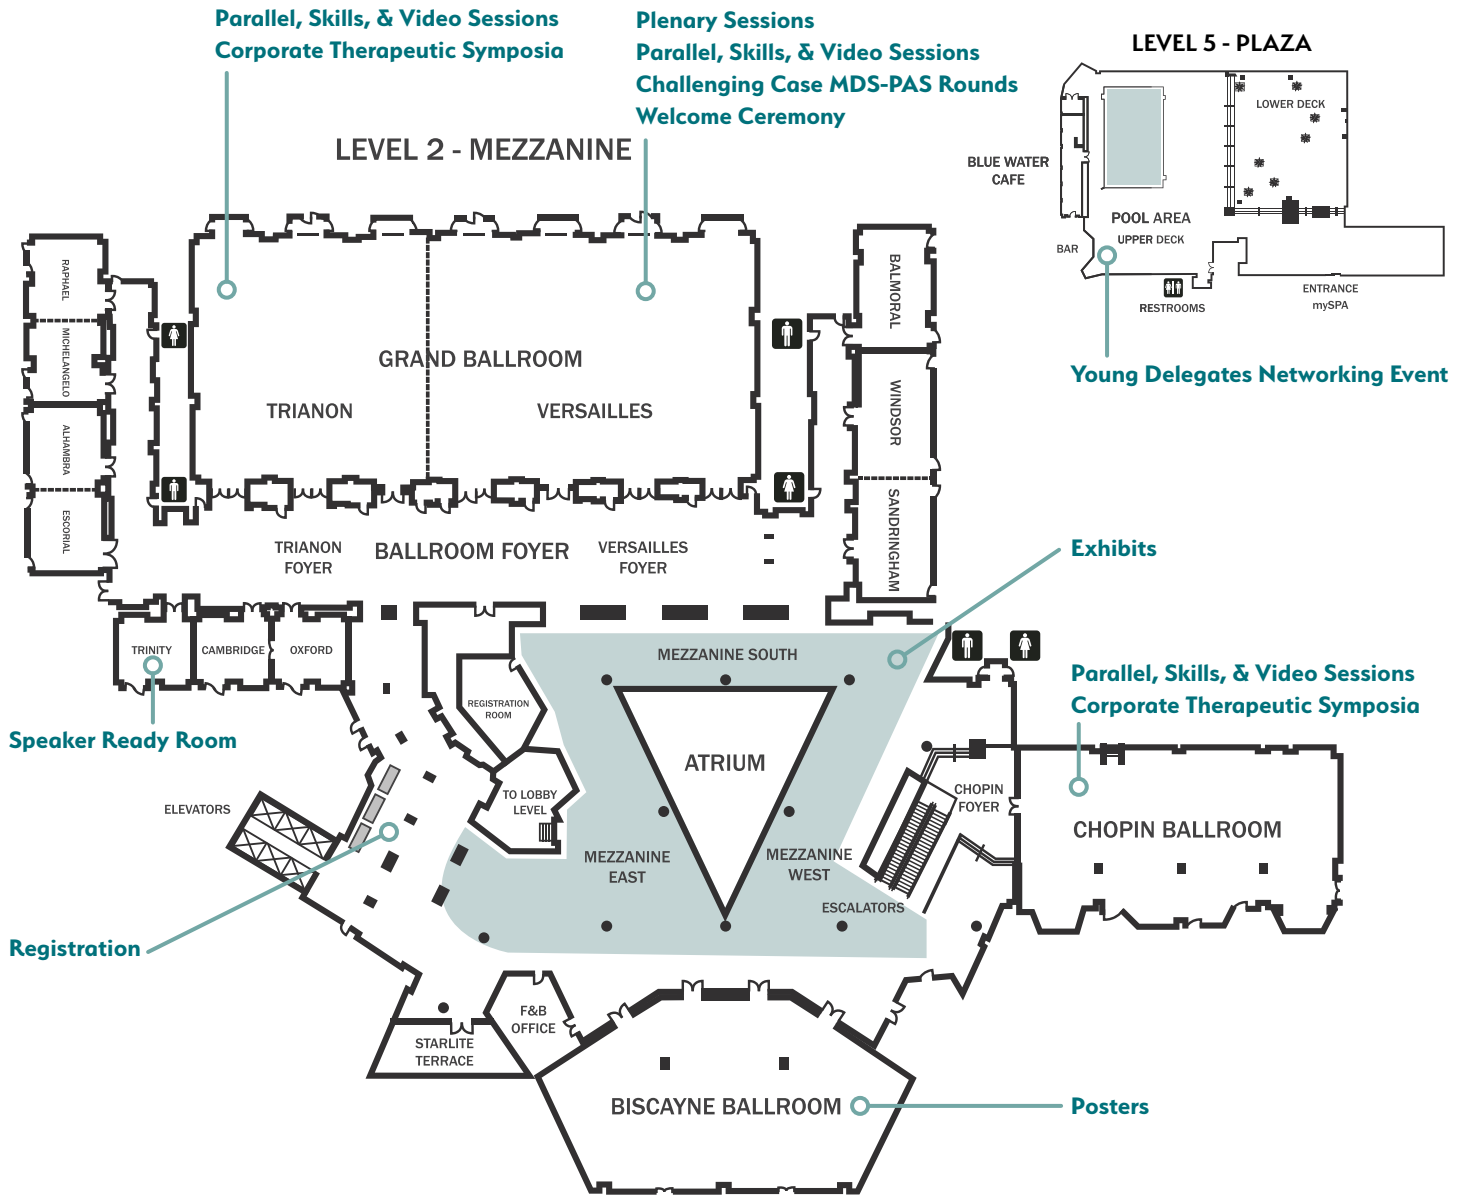 Parallel, Skills, & Video Sessions
Corporate Therapeutic Symposia
Plenary Sessions
Parallel, Skills, & Video Sessions
Challenging Case MDS-PAS Rounds
Welcome Ceremony
LEVEL 2 - MEZZANINE
LEVEL 5 - PLAZA
LOWER DECK
BLUE WATER
CAFE
POOL AREA
UPPER DECK
BAR
RESTROOMS
ENTRANCE
mySPA
Young Delegates Networking Event
RAPHAEL
MICHELANGELO
ALHAMBRA
ESCORIAL
GRAND BALLROOM
TRIANON
VERSAILLES
BALMORAL
WINDSOR
SANDRINGHAM
TRIANON
FOYER
BALLROOM FOYER
VERSAILLES
FOYER
Exhibits
TRINITY
CAMBRIDGE
OXFORD
Speaker Ready Room
REGISTRATION
ROOM
MEZZANINE SOUTH
ATRIUM
TO LOBBY
LEVEL
MEZZANINE
EAST
MEZZANINE
WEST
ELEVATORS
ESCALATORS
CHOPIN
FOYER
Parallel, Skills, & Video Sessions
Corporate Therapeutic Symposia
CHOPIN BALLROOM
Registration
F&B
OFFICE
STARLITE
TERRACE
BISCAYNE BALLROOM
Posters